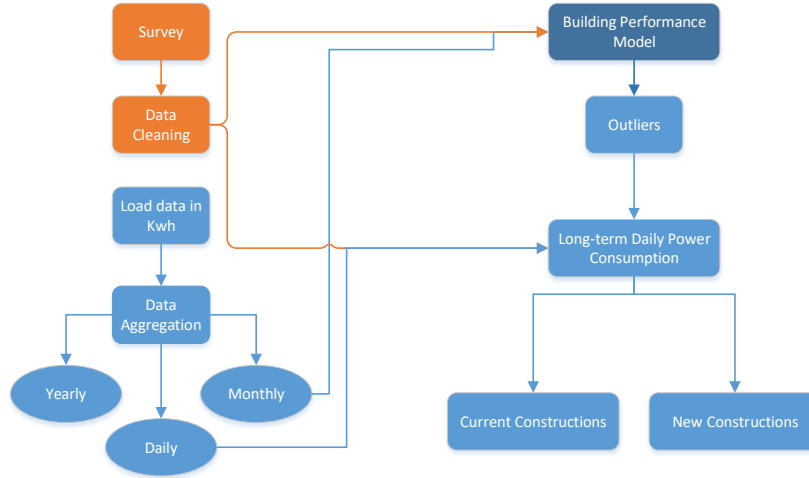 Survey
Data
Cleaning
Load data in
Kwh
Data
Aggregation
Yearly
Monthly
Daily
Building Performance
Model
Outliers
Long-term Daily Power
Consumption
Current Constructions
New Constructions